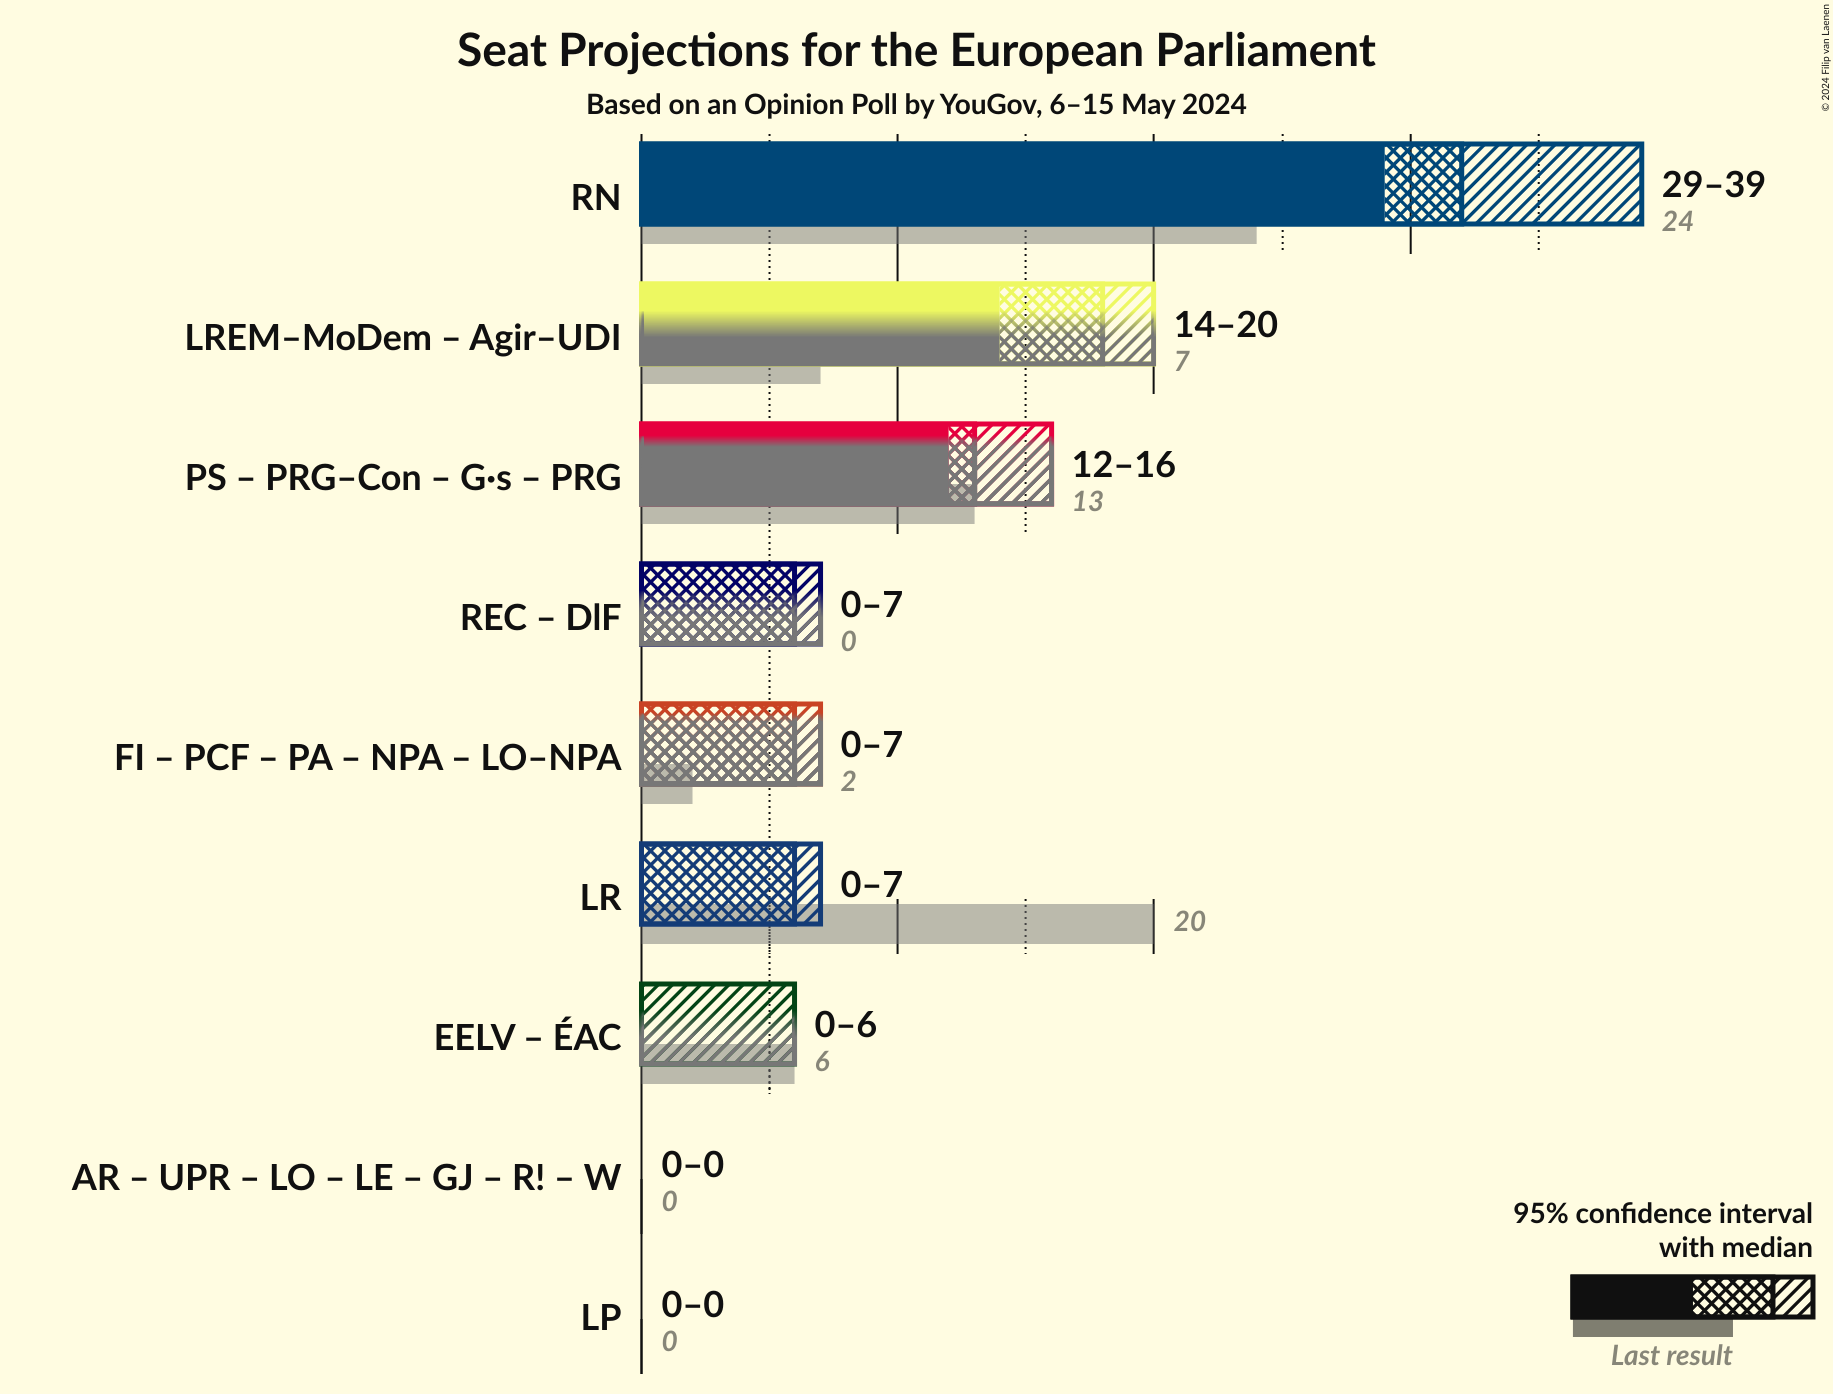 Seat Projections for the European Parliament
Based on an Opinion Poll by YouGov, 6–15 May 2024
© 2024 Filip van Laenen
RN
29–39
24
LREM–MoDem – Agir–UDI
14–20
7
PS – PRG–Con – G·s – PRG
12–16
13
REC – DlF
0–7
0
FI – PCF – PA – NPA – LO–NPA
0–7
2
LR
0–7
20
EELV – ÉAC
0–6
6
AR – UPR – LO – LE – GJ – R! – W
0–0
0
LP
0–0
0
95% confidence interval
with median
Last result